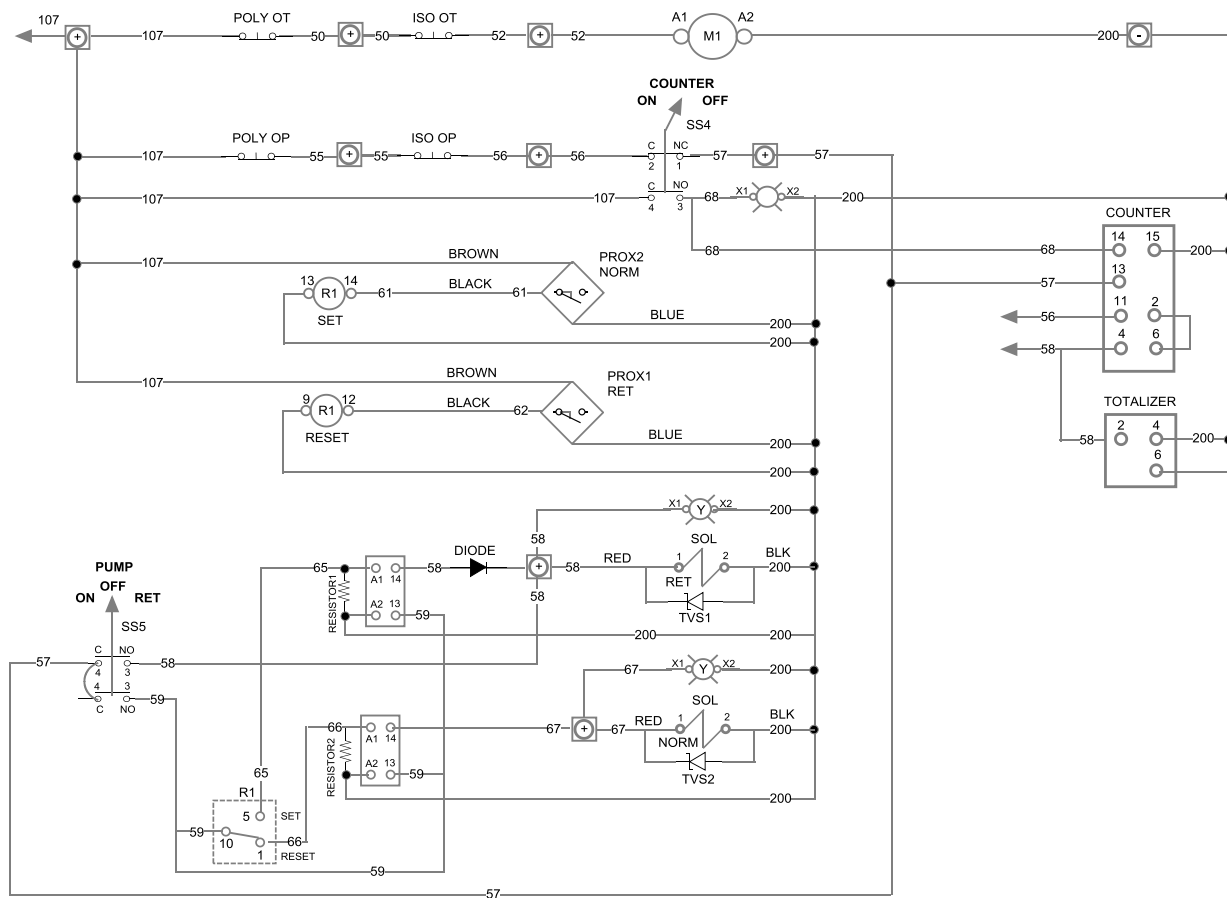 107
POLY OT
ISO OT
A1 A2
M1
107 50 + 50 52 + 52 200 -
+
COUNTER
ON OFF
SS4
POLY OP
ISO OP
C NC
107 55 + 55 56 + 56 57 + 57
2 1
C NO
107 107 68 X1 X2 200
4 3
COUNTER
14 15
68 68 200
BROWN
107
PROX2
NORM
13
57
13 14
R1 61 BLACK 61
SET
11 2
56
BLUE
200
200
4 6
58
BROWN
107
PROX1
RET
9 12
R1 BLACK 62
RESET
TOTALIZER
BLUE
200
2 4
58 200
6
200
X1 Y X2 200
58
DIODE
SOL
65 A1 14 58 + 58 RED 1 2 BLK 200
RET
RESISTOR1
58
A2 13 59
TVS1
200 200
PUMP
OFF
ON RET
SS5
C NO
57 58
4 3
4 3
59
C NO
67 X1 Y X2 200
SOL
66 A1 14 67 + 67 RED 1 2 BLK 200
NORM
RESISTOR2
A2 13 59
TVS2
65
200
R1
5 SET
59
10
66
1 RESET
59
57